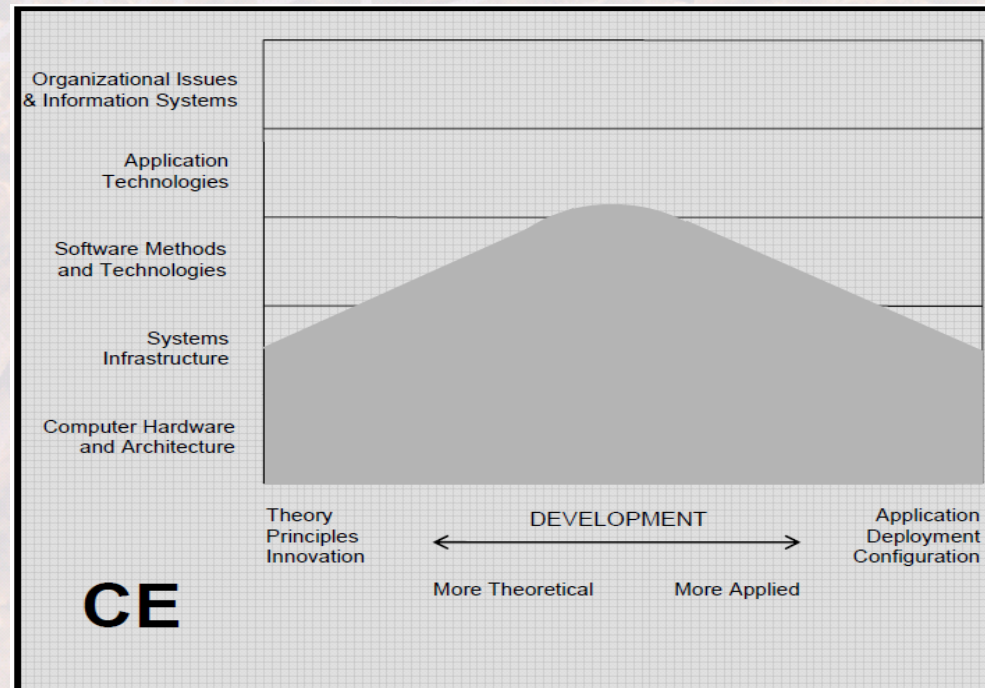 Organizational Issues
& Information Systems
Application
Technologies
Software Methods
and Technologies
Systems
Infrastructure
Computer Hardware
and Architecture
Theory
Principles
Innovation
DEVELOPMENT
More Theoretical
More Applied
Application
Deployment
Configuration
CE